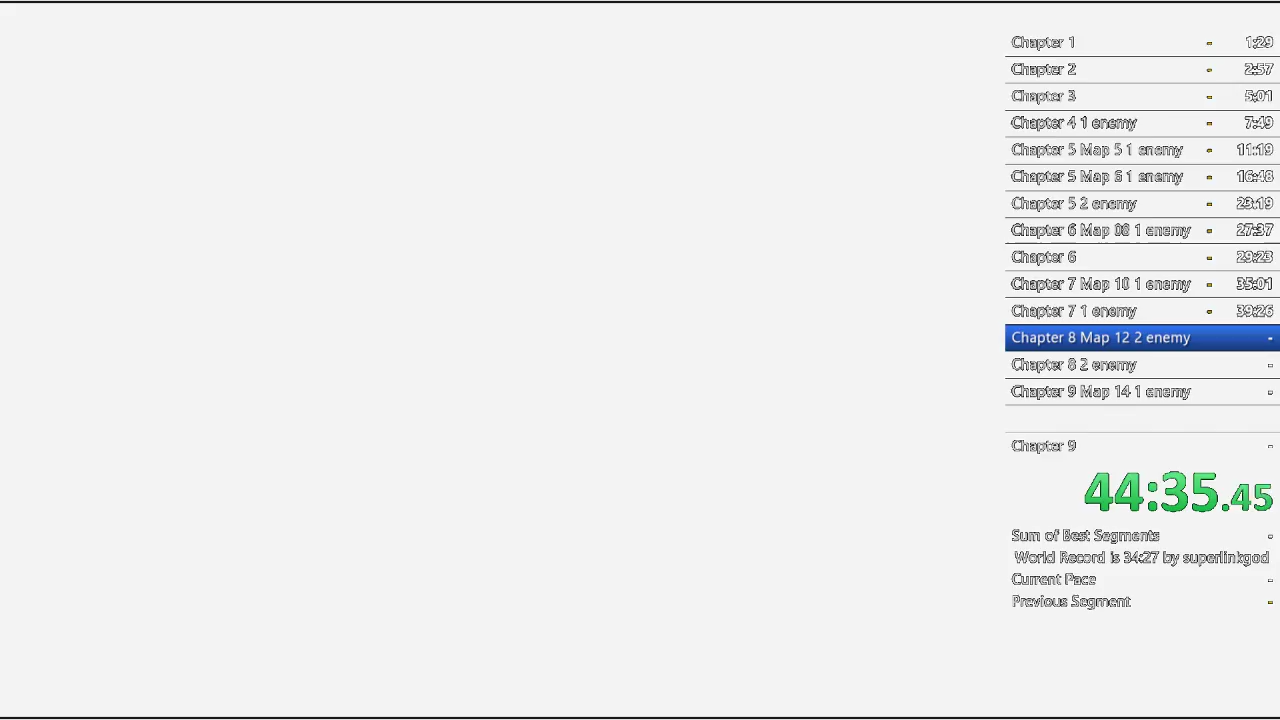 Chapter 1 - 1:29
Chapter 2 - 2:57
Chapter 3 - 5:01
Chapter 4 1 enemy - 7:49
Chapter 5 Map 5 1 enemy - 11:19
Chapter 5 Map 6 1 enemy - 16:48
Chapter 5 2 enemy - 23:19
Chapter 6 Map 08 1 enemy - 27:37
Chapter 6 - 29:23
Chapter 7 Map 10 1 enemy - 35:01
Chapter 7 1 enemy - 39:26
Chapter 8 Map 12 2 enemy -
Chapter 8 2 enemy -
Chapter 9 Map 14 1 enemy -
Chapter 9 -
44:35.45
Sum of Best Segments -
World Record is 34:27 by superlinkgod
Current Pace -
Previous Segment -